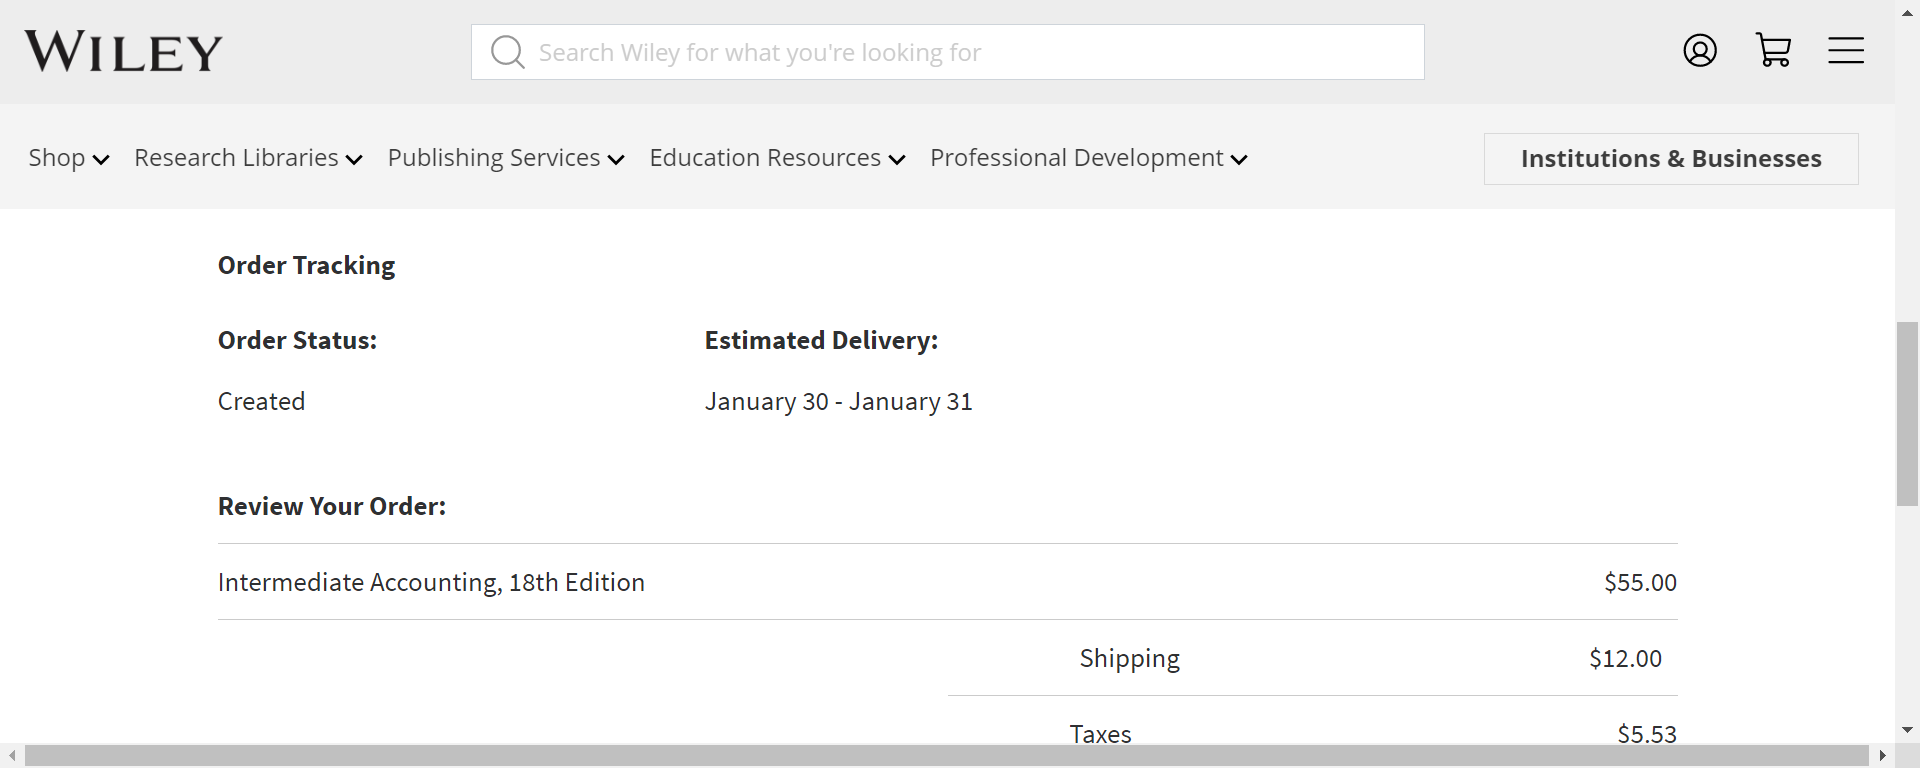 WILEY
Search Wiley for what you're looking for
Shop Research Libraries Publishing Services Education Resources Professional Development Institutions & Businesses
Order Tracking
Order Status: Estimated Delivery:
Created January 30 - January 31
Review Your Order:
Intermediate Accounting, 18th Edition $55.00
Shipping $12.00
Taxes $5.53